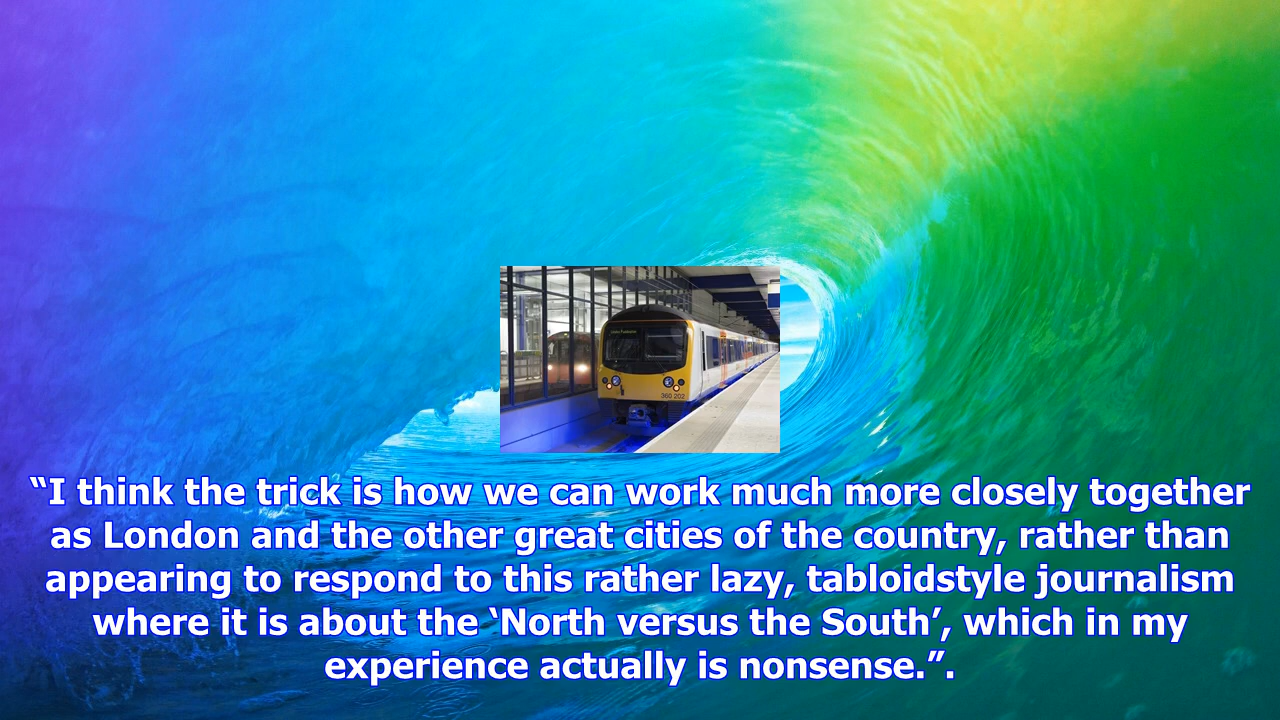 360 202
“I think the trick is how we can work much more closely together
as London and the other great cities of the country, rather than
appearing to respond to this rather lazy, tabloidstyle journalism
where it is about the ‘North versus the South’, which in my
experience actually is nonsense.”.